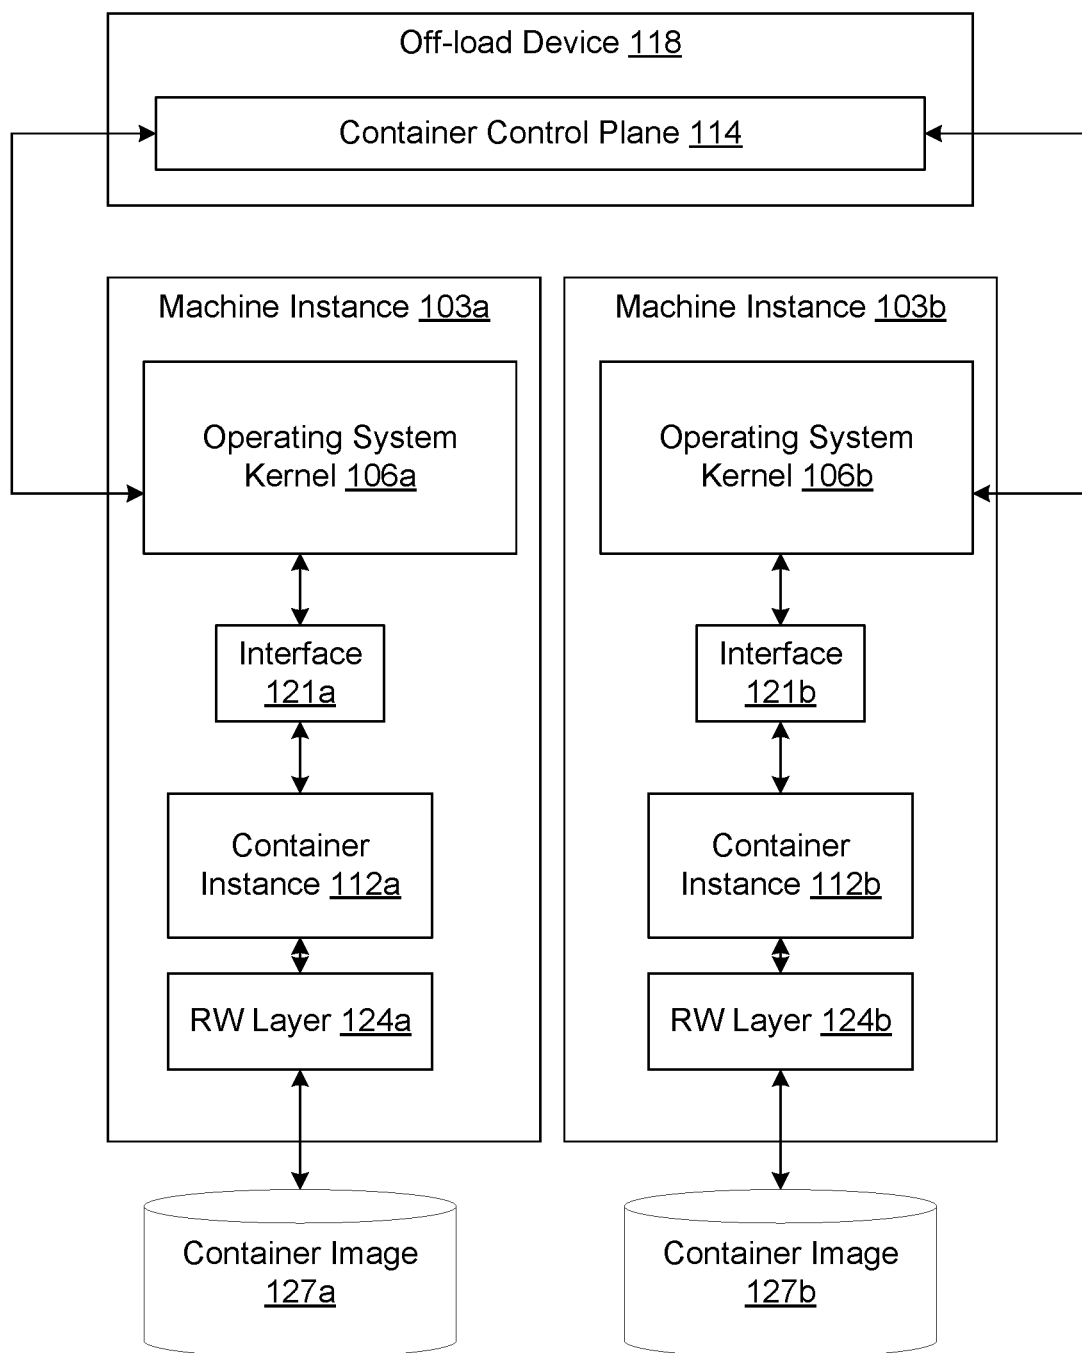 Off-load Device 118
Container Control Plane 114
Machine Instance 103a
Operating System
Kernel 106a
Interface
121a
Container
Instance 112a
RW Layer 124a
Container Image
127a
Machine Instance 103b
Operating System
Kernel 106b
Interface
121b
Container
Instance 112b
RW Layer 124b
Container Image
127b